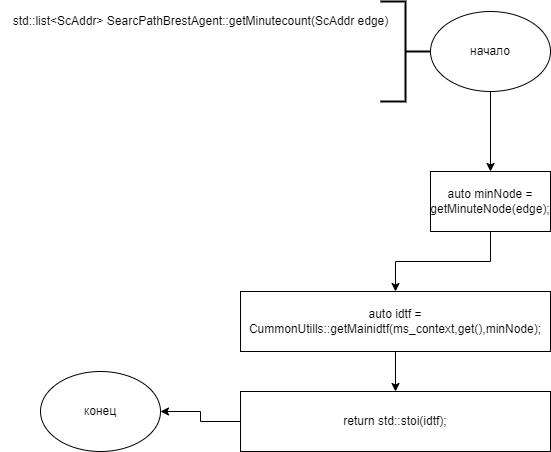 std::list<ScAddr> SearcPathBrestAgent::getMinutecount(ScAddr edge)
начало
auto minNode =
getMinuteNode(edge);
auto idtf =
CummonUtills::getMainidtf(ms_context,get(),minNode);
return std::stoi(idtf);
конец